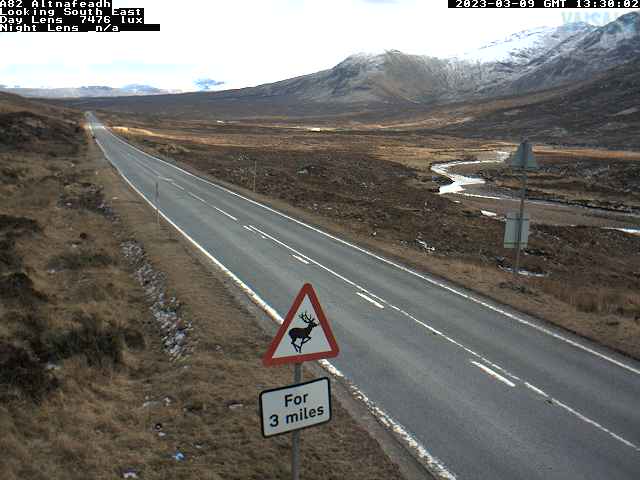 A82 Altnafeadh
Looking South East
Day Lens 7476 lux
Night Lens n/a
2023-03-09 GMT 13:30:02
VAISALA
For
3 miles